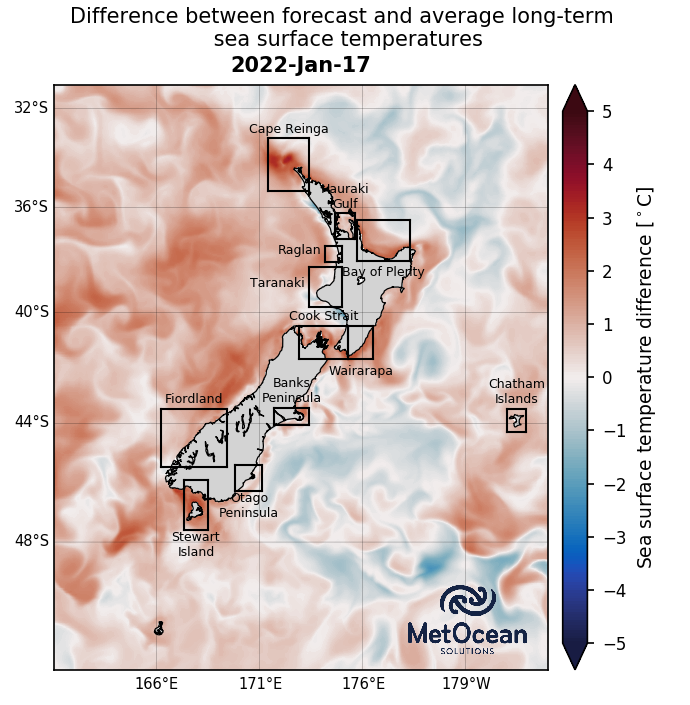 Difference between forecast and average long-term
sea surface temperatures
2022-Jan-17
32°S
36°S
40°S
44°S
48°S
166°E
171°E
176°E
179°W
Cape Reinga
Hauraki
Gulf
Raglan
Bay of Plenty
Taranaki
Cook Strait
Wairarapa
Banks
Peninsula
Fiordland
Chatham
Islands
Otago
Peninsula
Stewart
Island
MetOcean
SOLUTIONS
5
4
3
2
1
0
−1
−2
−3
−4
−5
Sea surface temperature difference [°C]